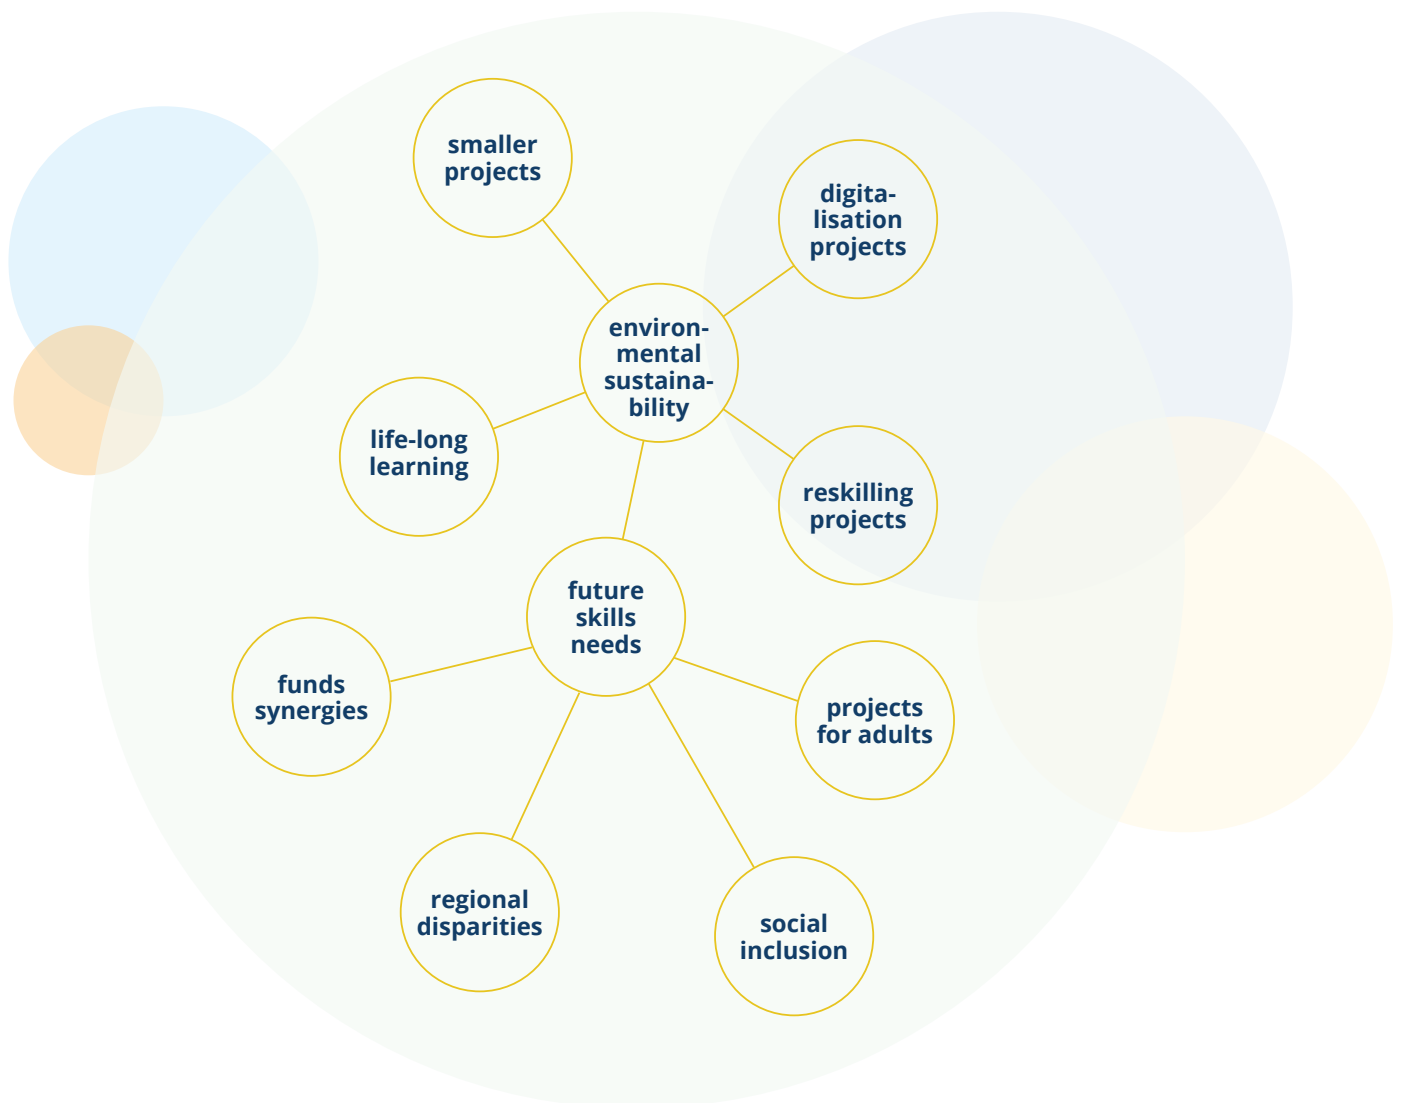 smaller
projects
digita-
lisation
projects
environ-
mental
sustaina-
bility
life-long
learning
reskilling
projects
future
skills
needs
funds
synergies
projects
for adults
regional
disparities
social
inclusion